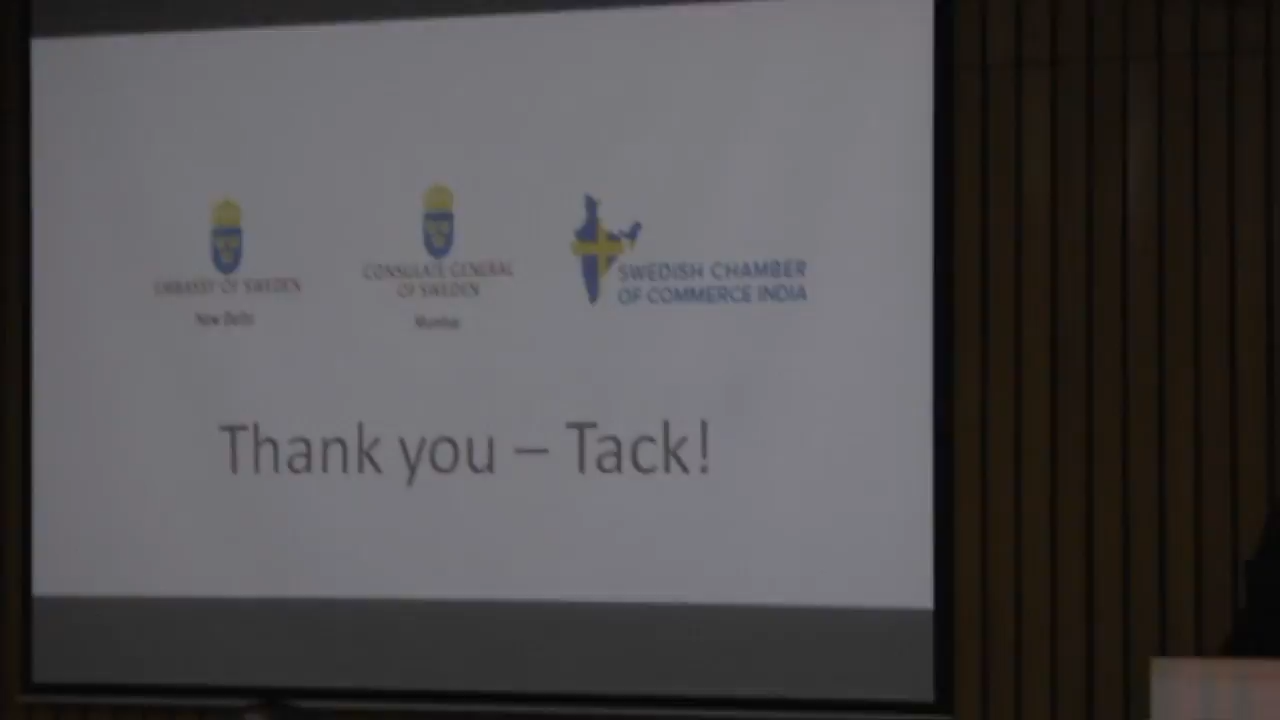 EMBASSY OF SWEDEN
New Delhi
CONSULATE GENERAL
OF SWEDEN
Mumbai
SWEDISH CHAMBER
OF COMMERCE INDIA
Thank you – Tack!